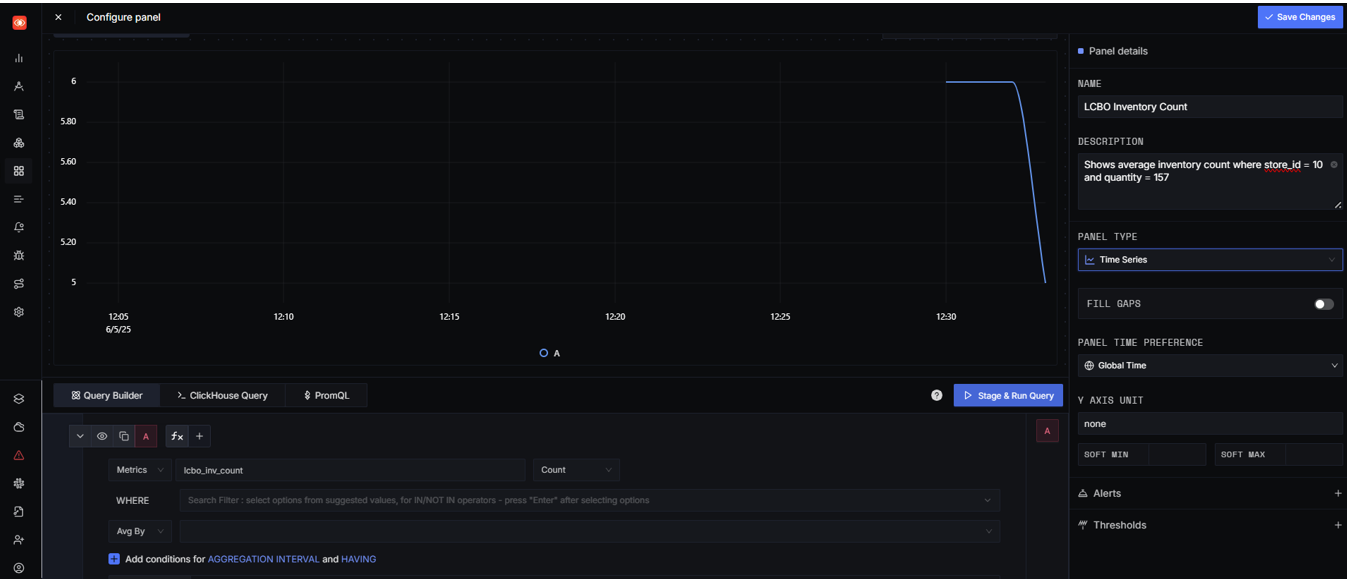 Configure panel
Save Changes
6
5.80
5.60
5.40
5.20
5
12:05
6/5/25
12:10
12:15
12:20
12:25
12:30
A
Query Builder
ClickHouse Query
PromQL
?
Stage & Run Query
A
fx
+
A
Metrics
lcbo_inv_count
Count
WHERE
Search Filter : select options from suggested values, for IN/NOT IN operators - press "Enter" after selecting options
Avg By
Add conditions for AGGREGATION INTERVAL and HAVING
Panel details
NAME
LCBO Inventory Count
DESCRIPTION
Shows average inventory count where store_id = 10
and quantity = 157
PANEL TYPE
Time Series
FILL GAPS
PANEL TIME PREFERENCE
Global Time
Y AXIS UNIT
none
SOFT MIN
SOFT MAX
Alerts
+
Thresholds
+